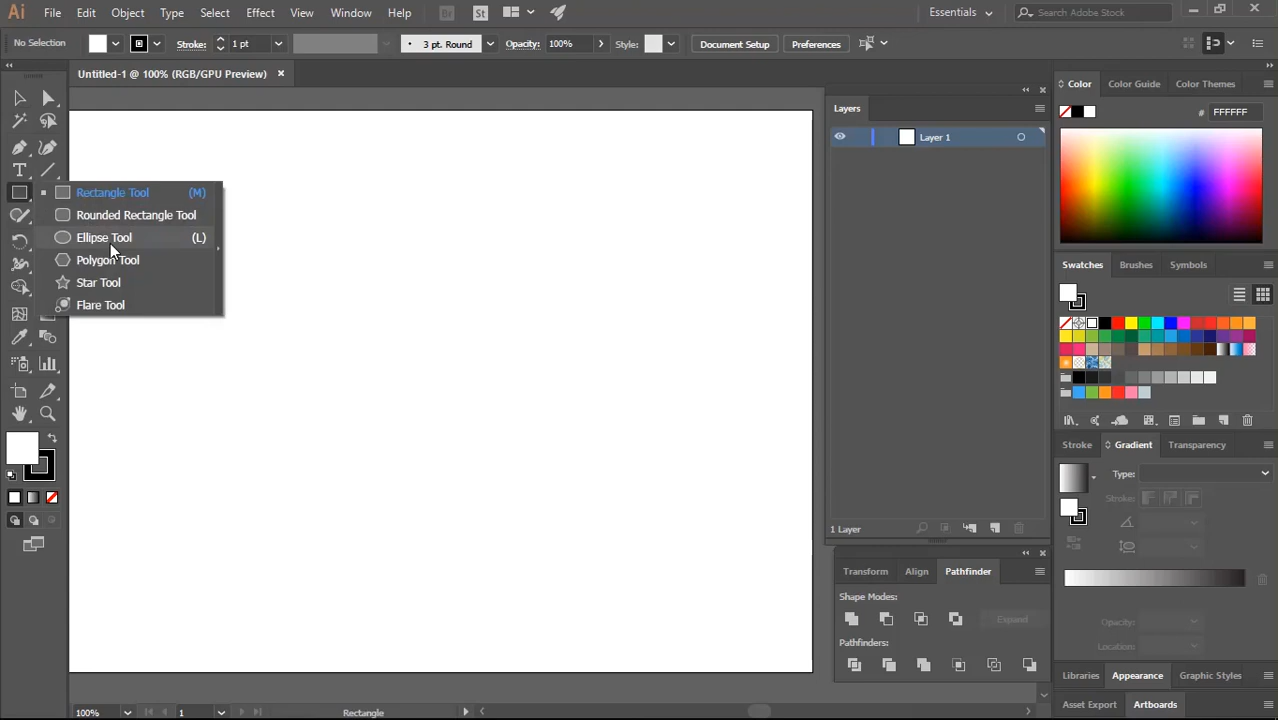 Ai File Edit Object Type Select Effect View Window Help Br St Essentials Search Adobe Stock
No Selection Stroke: 1 pt 3 pt. Round Opacity: 100% Style: Document Setup Preferences
Untitled-1 @ 100% (RGB/GPU Preview)
Color Color Guide Color Themes
# FFFFFF
Layers
Layer 1
Rectangle Tool (M)
Rounded Rectangle Tool
Ellipse Tool (L)
Polygon Tool
Star Tool
Flare Tool
Swatches Brushes Symbols
Stroke Gradient Transparency
Type:
Stroke:
1 Layer
Transform Align Pathfinder
Shape Modes:
Expand
Pathfinders:
Opacity:
Location:
Libraries Appearance Graphic Styles
Asset Export Artboards
100% 1 Rectangle